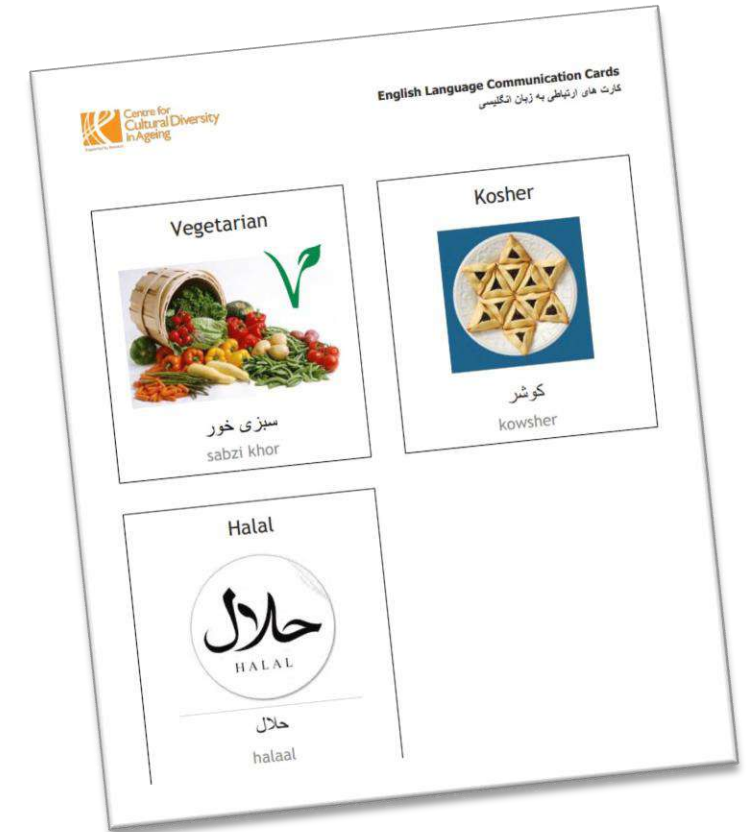 Centre for
Cultural Diversity
in Ageing
English Language Communication Cards
کارت های ارتباطی به زبان انگلیسی
Vegetarian
سبزی خور
sabzi khor
Kosher
کوشر
kowsher
Halal
حلال
HALAL
حلال
halaal